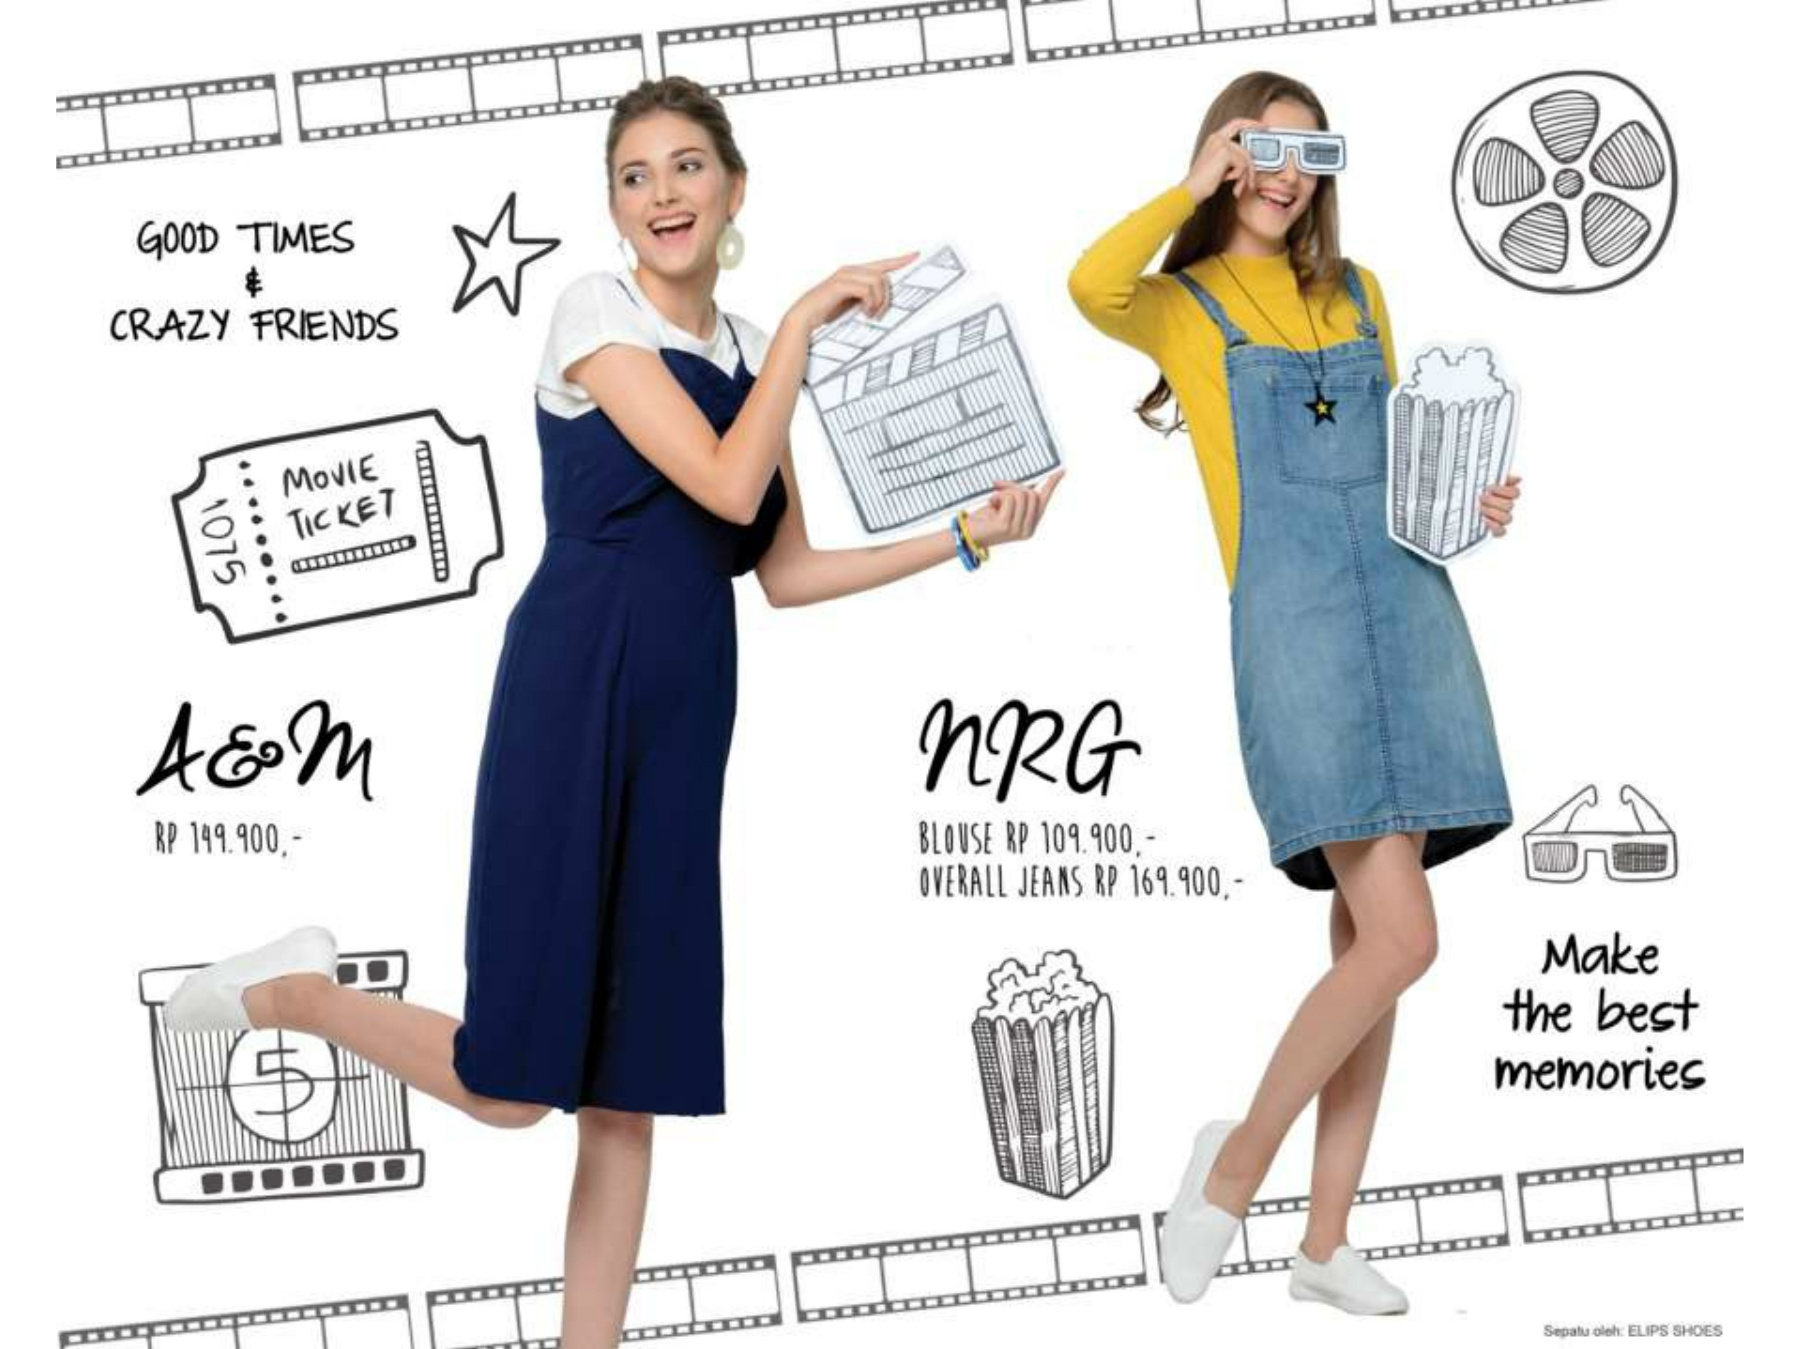 GOOD TIMES
&
CRAZY FRIENDS
MOVIE
TICKET
1075
A&M
RP 149.900,-
NRG
BLOUSE RP 109.900,-
OVERALL JEANS RP 169.900,-
5
Make
the best
memories
Sepatu oleh: ELIPS SHOES